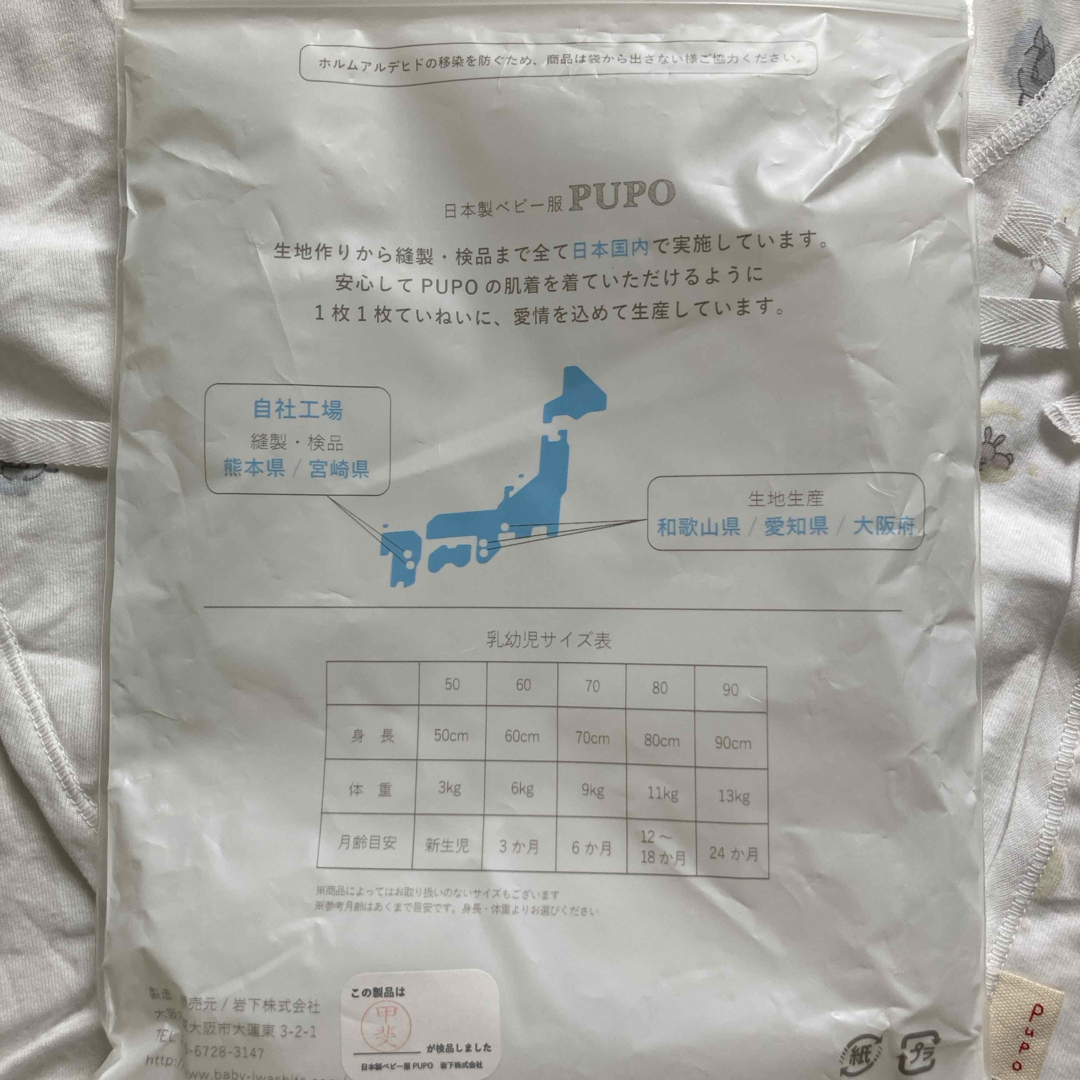 ホルムアルデヒドの移染を防ぐため、商品は袋から出さない様ご協力ください。
日本製ベビー服 PUPO
生地作りから縫製・検品まで全て日本国内で実施しています。
安心して PUPO の肌着を着ていただけるように
1枚1枚ていねいに、愛情を込めて生産しています。
自社工場
縫製・検品
熊本県 / 宮崎県
生地生産
和歌山県 / 愛知県 / 大阪府
乳幼児サイズ表
50 60 70 80 90
身 長 50cm 60cm 70cm 80cm 90cm
体 重 3kg 6kg 9kg 11kg 13kg
月齢目安 新生児 3か月 6か月 12～18か月 24か月
※商品によってはお取り扱いのないサイズもございます
※参考月齢はあくまで目安です。身長・体重よりお選びください
製造 売元 / 岩下株式会社
大阪市大蓮東 3-2-1
TEL -6728-3147
http:/
www.baby-iwashita
この製品は
甲斐
が検品しました
日本製ベビー服 PUPO 岩下株式会社
紙
プラ
PUPO